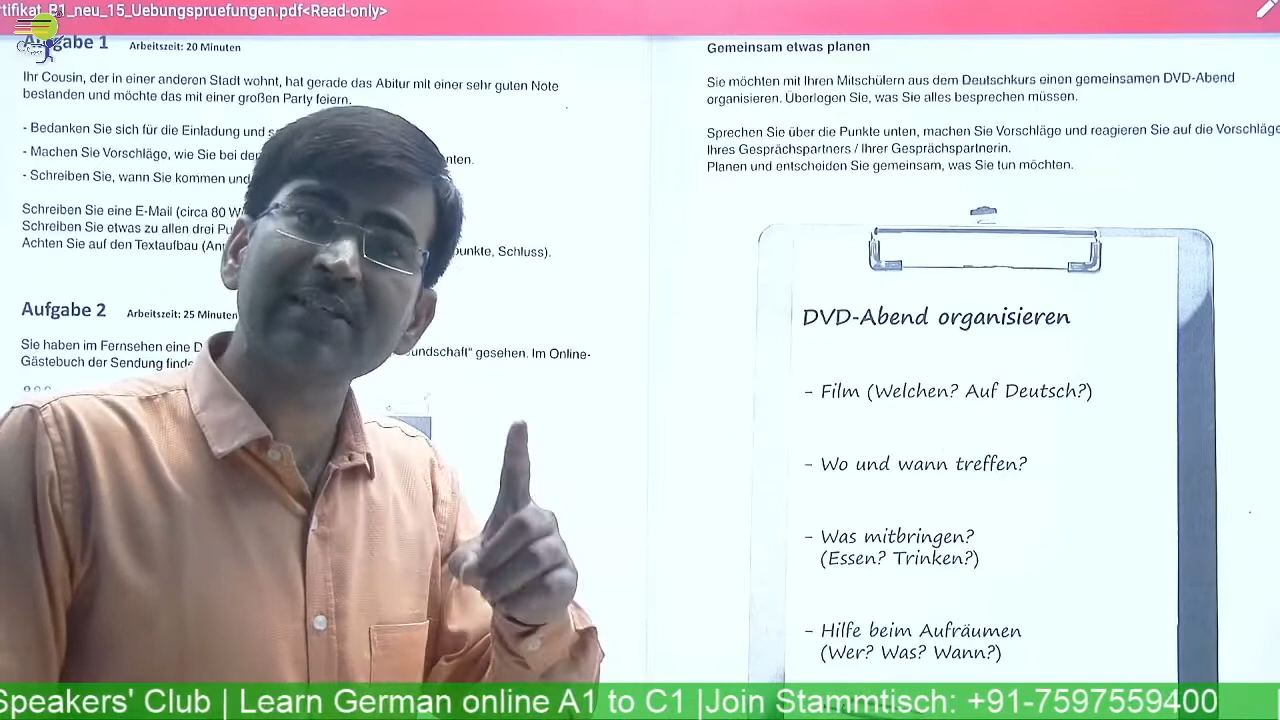 rtifikat_B1_neu_15_Uebungspruefungen.pdf<Read-only>
Aufgabe 1 Arbeitszeit: 20 Minuten
Ihr Cousin, der in einer anderen Stadt wohnt, hat gerade das Abitur mit einer sehr guten Note
bestanden und möchte das mit einer großen Party feiern.
- Bedanken Sie sich für die Einladung und
- Machen Sie Vorschläge, wie Sie bei
- Schreiben Sie, wann Sie kommen und
Schreiben Sie eine E-Mail (circa 80
Schreiben Sie etwas zu allen drei
Achten Sie auf den Textaufbau punkte, Schluss).
Aufgabe 2 Arbeitszeit: 25 Minuten
Sie haben im Fernsehen eine undschaft" gesehen. Im Online-
Gästebuch der Sendung
Gemeinsam etwas planen
Sie möchten mit Ihren Mitschülern aus dem Deutschkurs einen gemeinsamen DVD-Abend
organisieren. Überlegen Sie, was Sie alles besprechen müssen.
Sprechen Sie über die Punkte unten, machen Sie Vorschläge und reagieren Sie auf die Vorschläge
Ihres Gesprächspartners / Ihrer Gesprächspartnerin.
Planen und entscheiden Sie gemeinsam, was Sie tun möchten.
DVD-Abend organisieren
- Film (Welchen? Auf Deutsch?)
- Wo und wann treffen?
- Was mitbringen?
(Essen? Trinken?)
- Hilfe beim Aufräumen
(Wer? Was? Wann?)
Speakers' Club | Learn German online A1 to C1 |Join Stammtisch: +91-7597559400